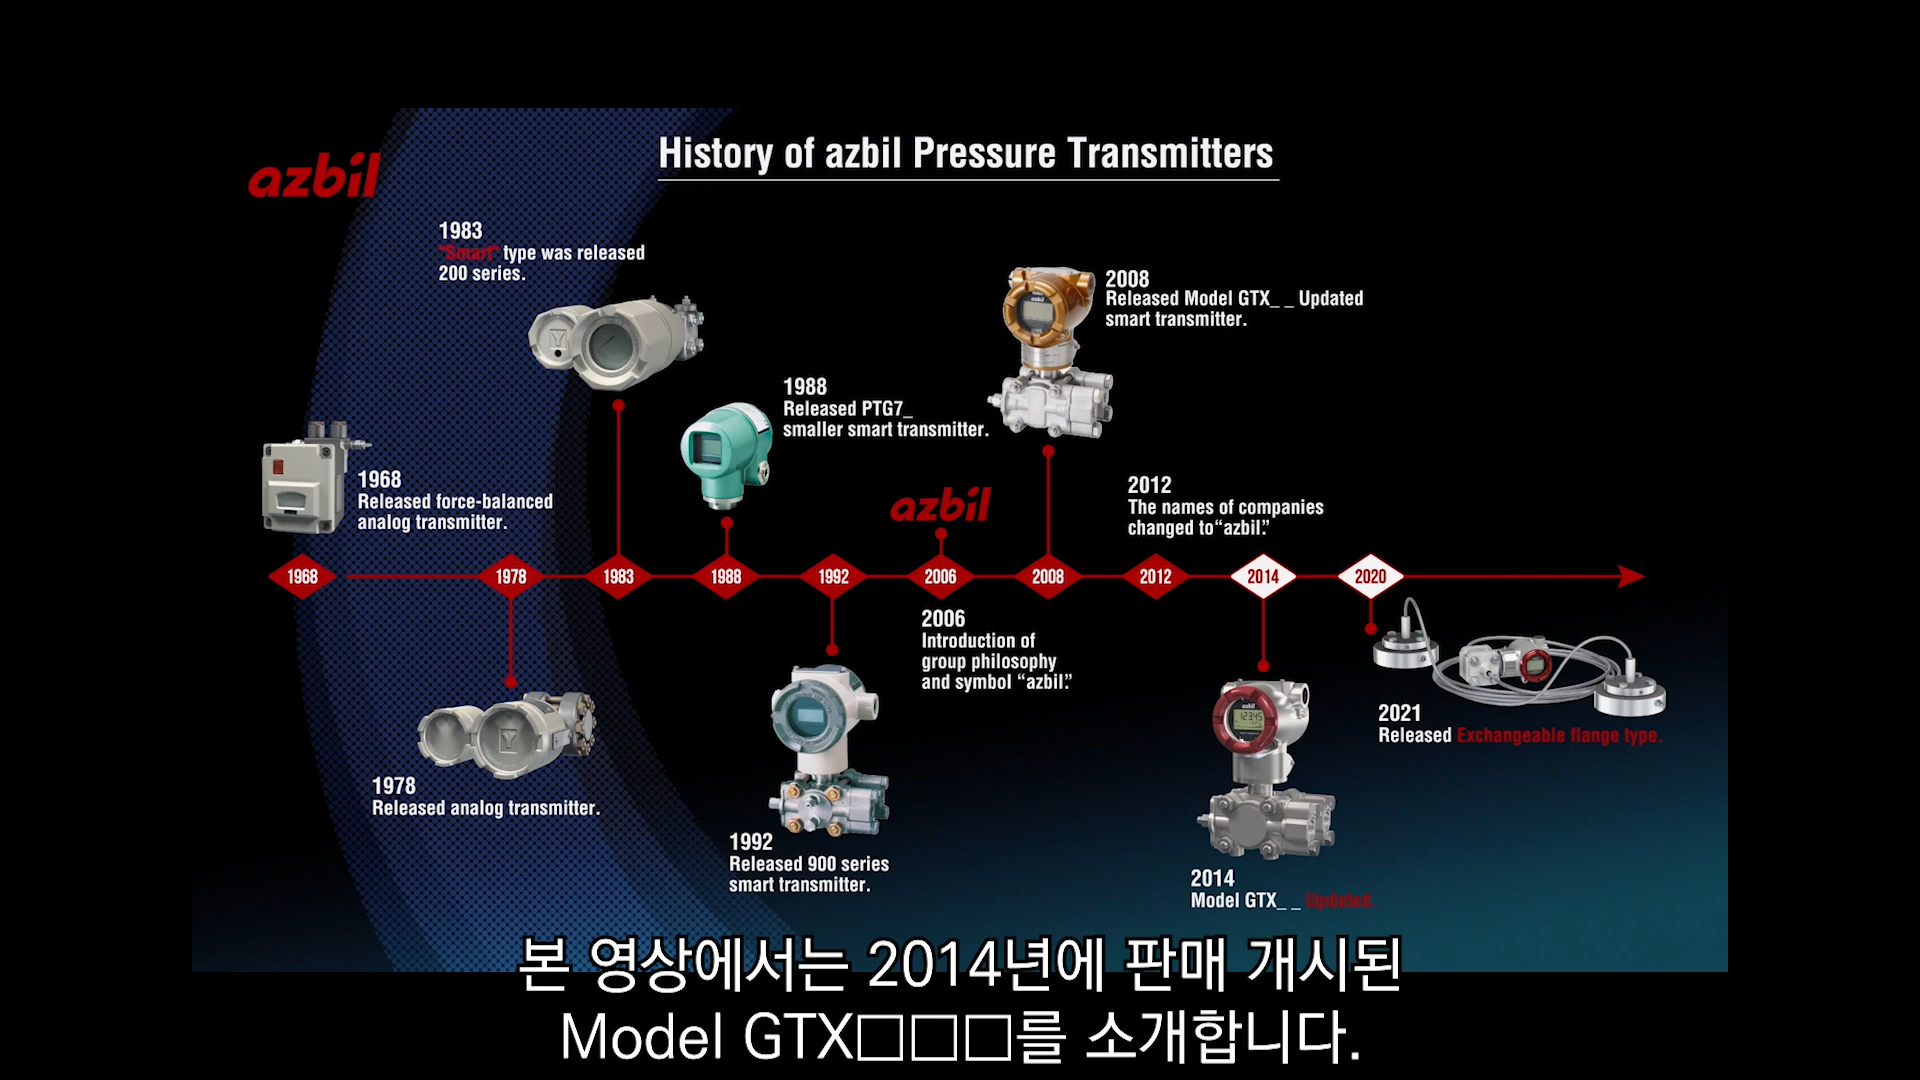 History of azbil Pressure Transmitters
azbil
1983
"Smart" type was released
200 series.
2008
Released Model GTX_ _ Updated
smart transmitter.
1988
Released PTG7_
smaller smart transmitter.
1968
Released force-balanced
analog transmitter.
azbil
2012
The names of companies
changed to “azbil.”
1968 1978 1983 1988 1992 2006 2008 2012 2014 2020
2006
Introduction of
group philosophy
and symbol “azbil.”
2021
Released Exchangeable flange type.
1978
Released analog transmitter.
1992
Released 900 series
smart transmitter.
azbil
12345
2014
Model GTX_ _ Updated.
본 영상에서는 2014년에 판매 개시된
Model GTX□□□를 소개합니다.